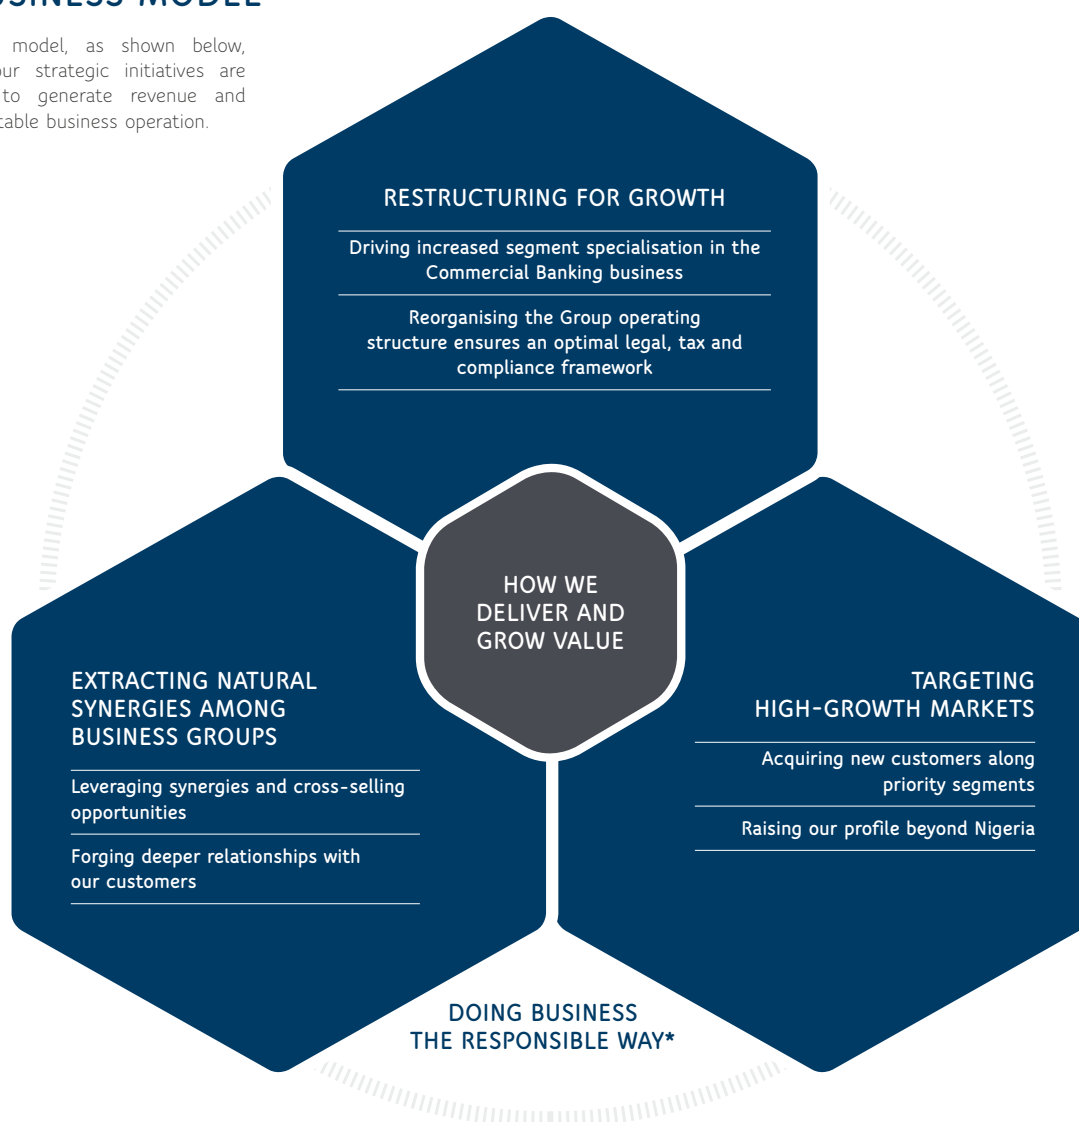 BUSINESS MODEL
model, as shown below,
our strategic initiatives are
to generate revenue and
business operation.
RESTRUCTURING FOR GROWTH
Driving increased segment specialisation in the
Commercial Banking business
Reorganising the Group operating
structure ensures an optimal legal, tax and
compliance framework
HOW WE
DELIVER AND
GROW VALUE
EXTRACTING NATURAL
SYNERGIES AMONG
BUSINESS GROUPS
Leveraging synergies and cross-selling
opportunities
Forging deeper relationships with
our customers
TARGETING
HIGH-GROWTH MARKETS
Acquiring new customers along
priority segments
Raising our profile beyond Nigeria
DOING BUSINESS
THE RESPONSIBLE WAY*